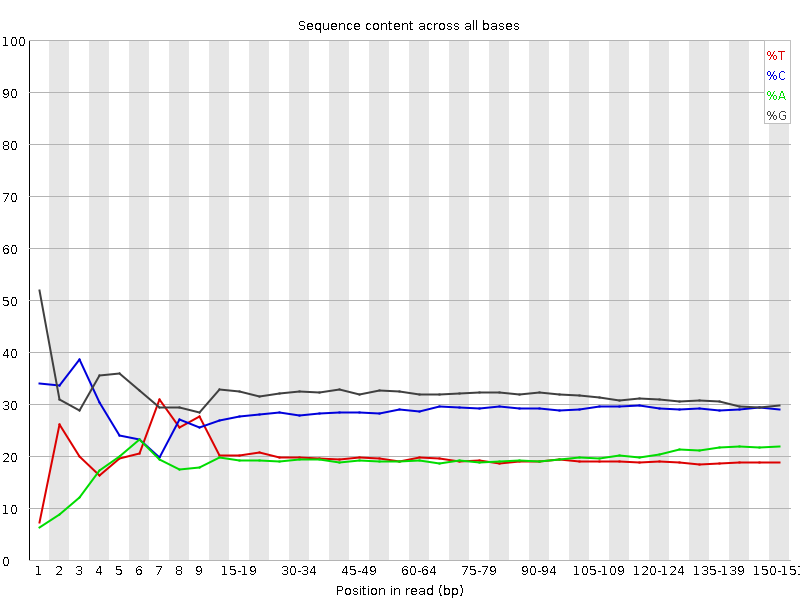 Sequence content across all bases
100
90
80
70
60
50
40
30
20
10
0
%T
%C
%A
%G
1 2 3 4 5 6 7 8 9 15-19 30-34 45-49 60-64 75-79 90-94 105-109 120-124 135-139 150-151
Position in read (bp)